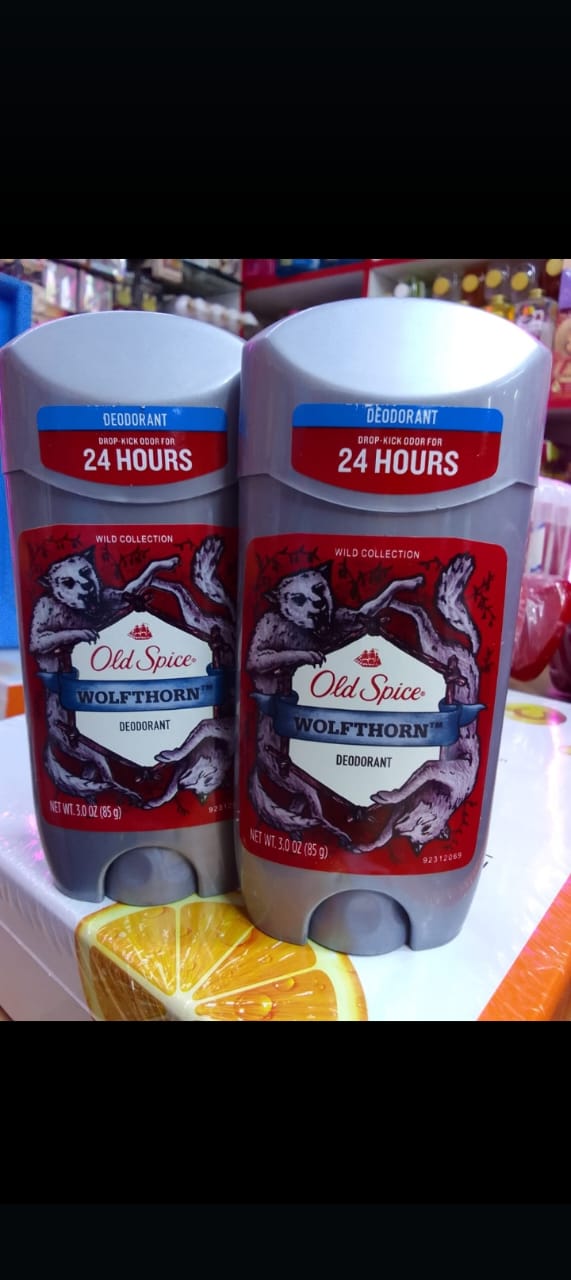 DEODORANT
DROP-KICK ODOR FOR
24 HOURS
WILD COLLECTION
Old Spice®
WOLFTHORN™
DEODORANT
NET WT. 3.0 OZ (85 g)
DEODORANT
DROP-KICK ODOR FOR
24 HOURS
WILD COLLECTION
Old Spice®
WOLFTHORN™
DEODORANT
NET WT. 3.0 OZ (85 g)
92312069